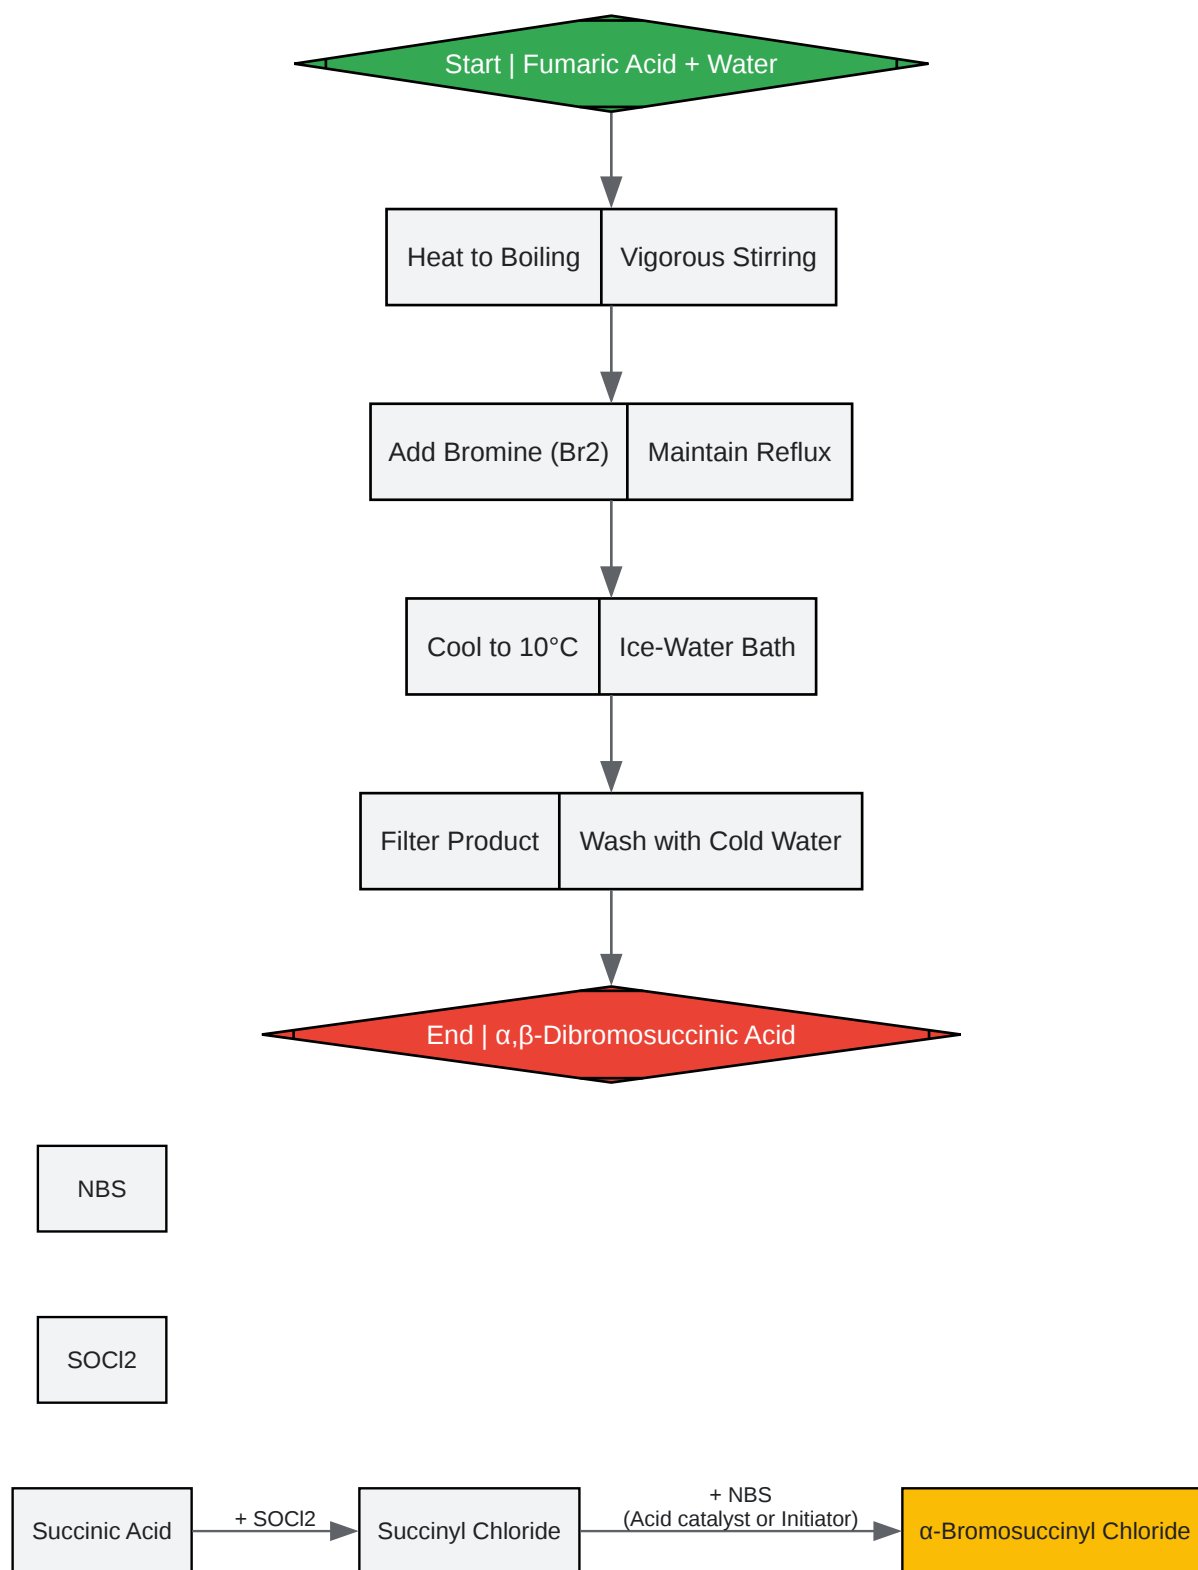 Start | Fumaric Acid + Water
Heat to Boiling
Vigorous Stirring
Add Bromine (Br2)
Maintain Reflux
Cool to 10°C
Ice-Water Bath
Filter Product
Wash with Cold Water
End | α,β-Dibromosuccinic Acid
NBS
SOCl2
Succinic Acid
+ SOCl2
Succinyl Chloride
+ NBS
(Acid catalyst or Initiator)
α-Bromosuccinyl Chloride